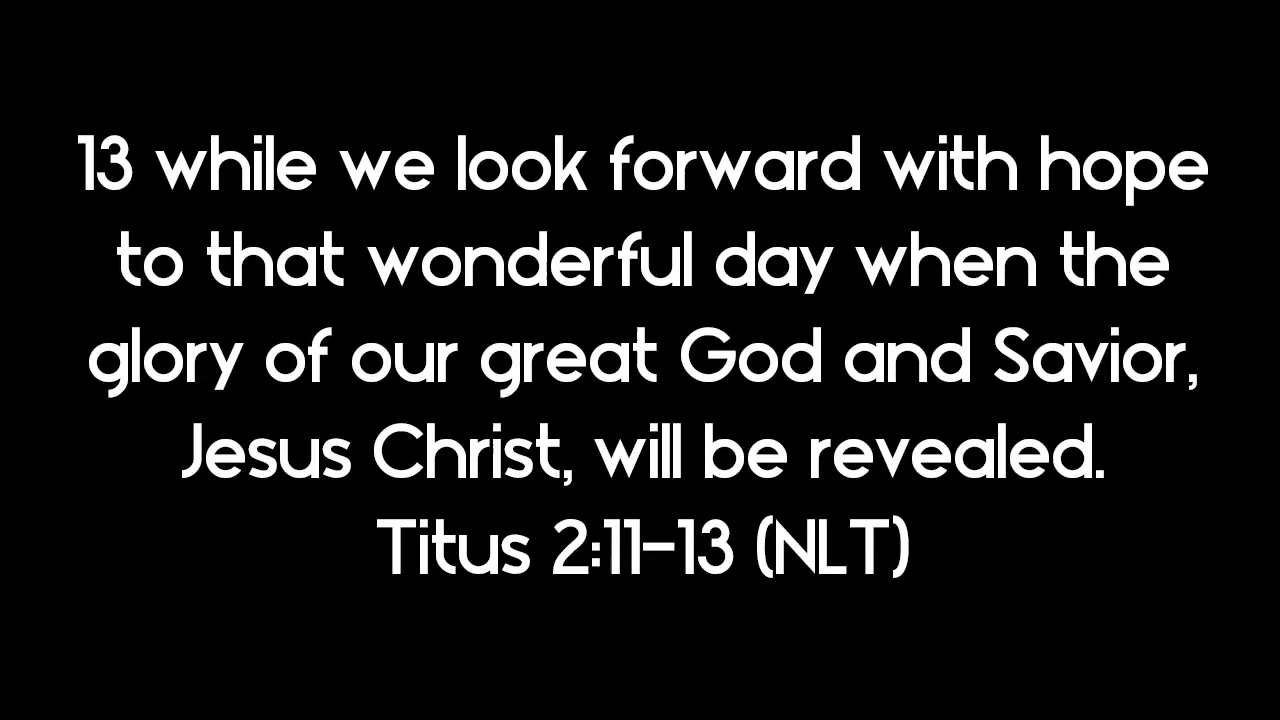 13 while we look forward with hope
to that wonderful day when the
glory of our great God and Savior,
Jesus Christ, will be revealed.
Titus 2:11-13 (NLT)